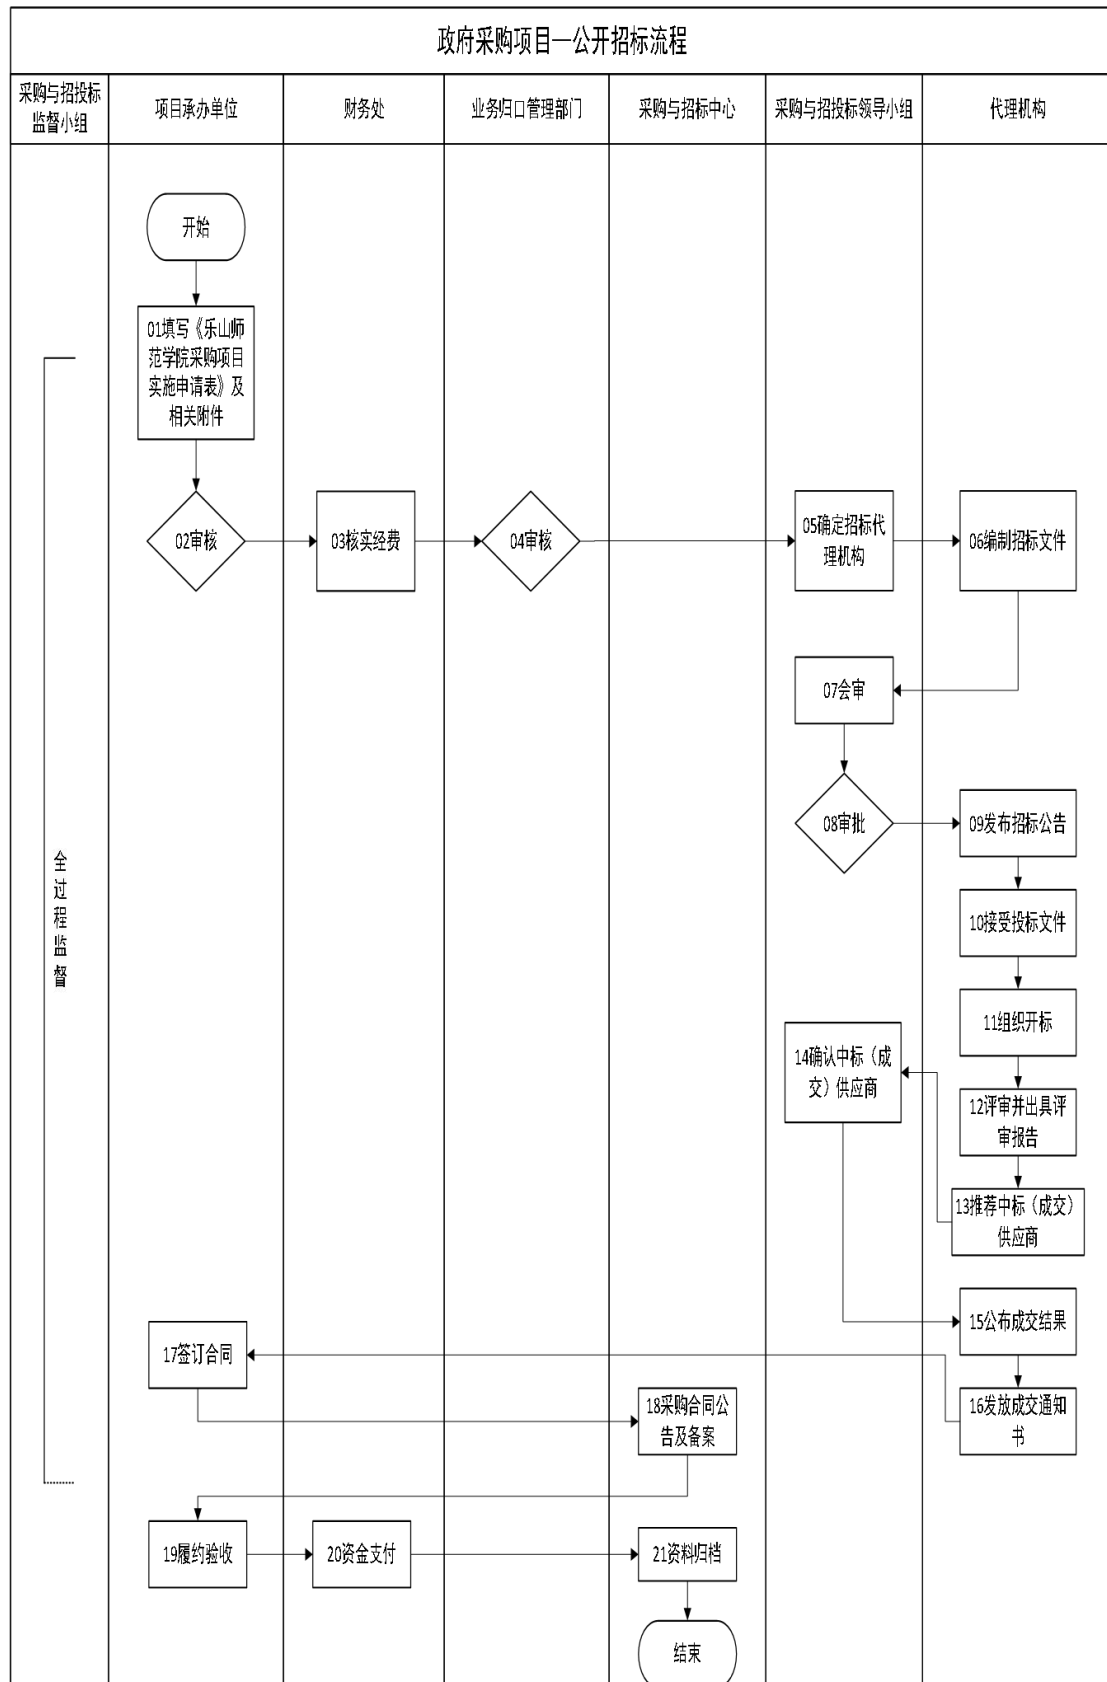 政府采购项目—公开招标流程
采购与招投标
监督小组
项目承办单位
财务处
业务归口管理部门
采购与招标中心
采购与招投标领导小组
代理机构
开始
01填写《乐山师
范学院采购项目
实施申请表》及
相关附件
02审核
03核实经费
04审核
05确定招标代
理机构
06编制招标文件
07会审
08审批
09发布招标公告
全
过
程
监
督
10接受投标文件
11组织开标
14确认中标（成
交）供应商
12评审并出具评
审报告
13推荐中标（成交）
供应商
15公布成交结果
17签订合同
18采购合同公
告及备案
16发放成交通知
书
19履约验收
20资金支付
21资料归档
结束